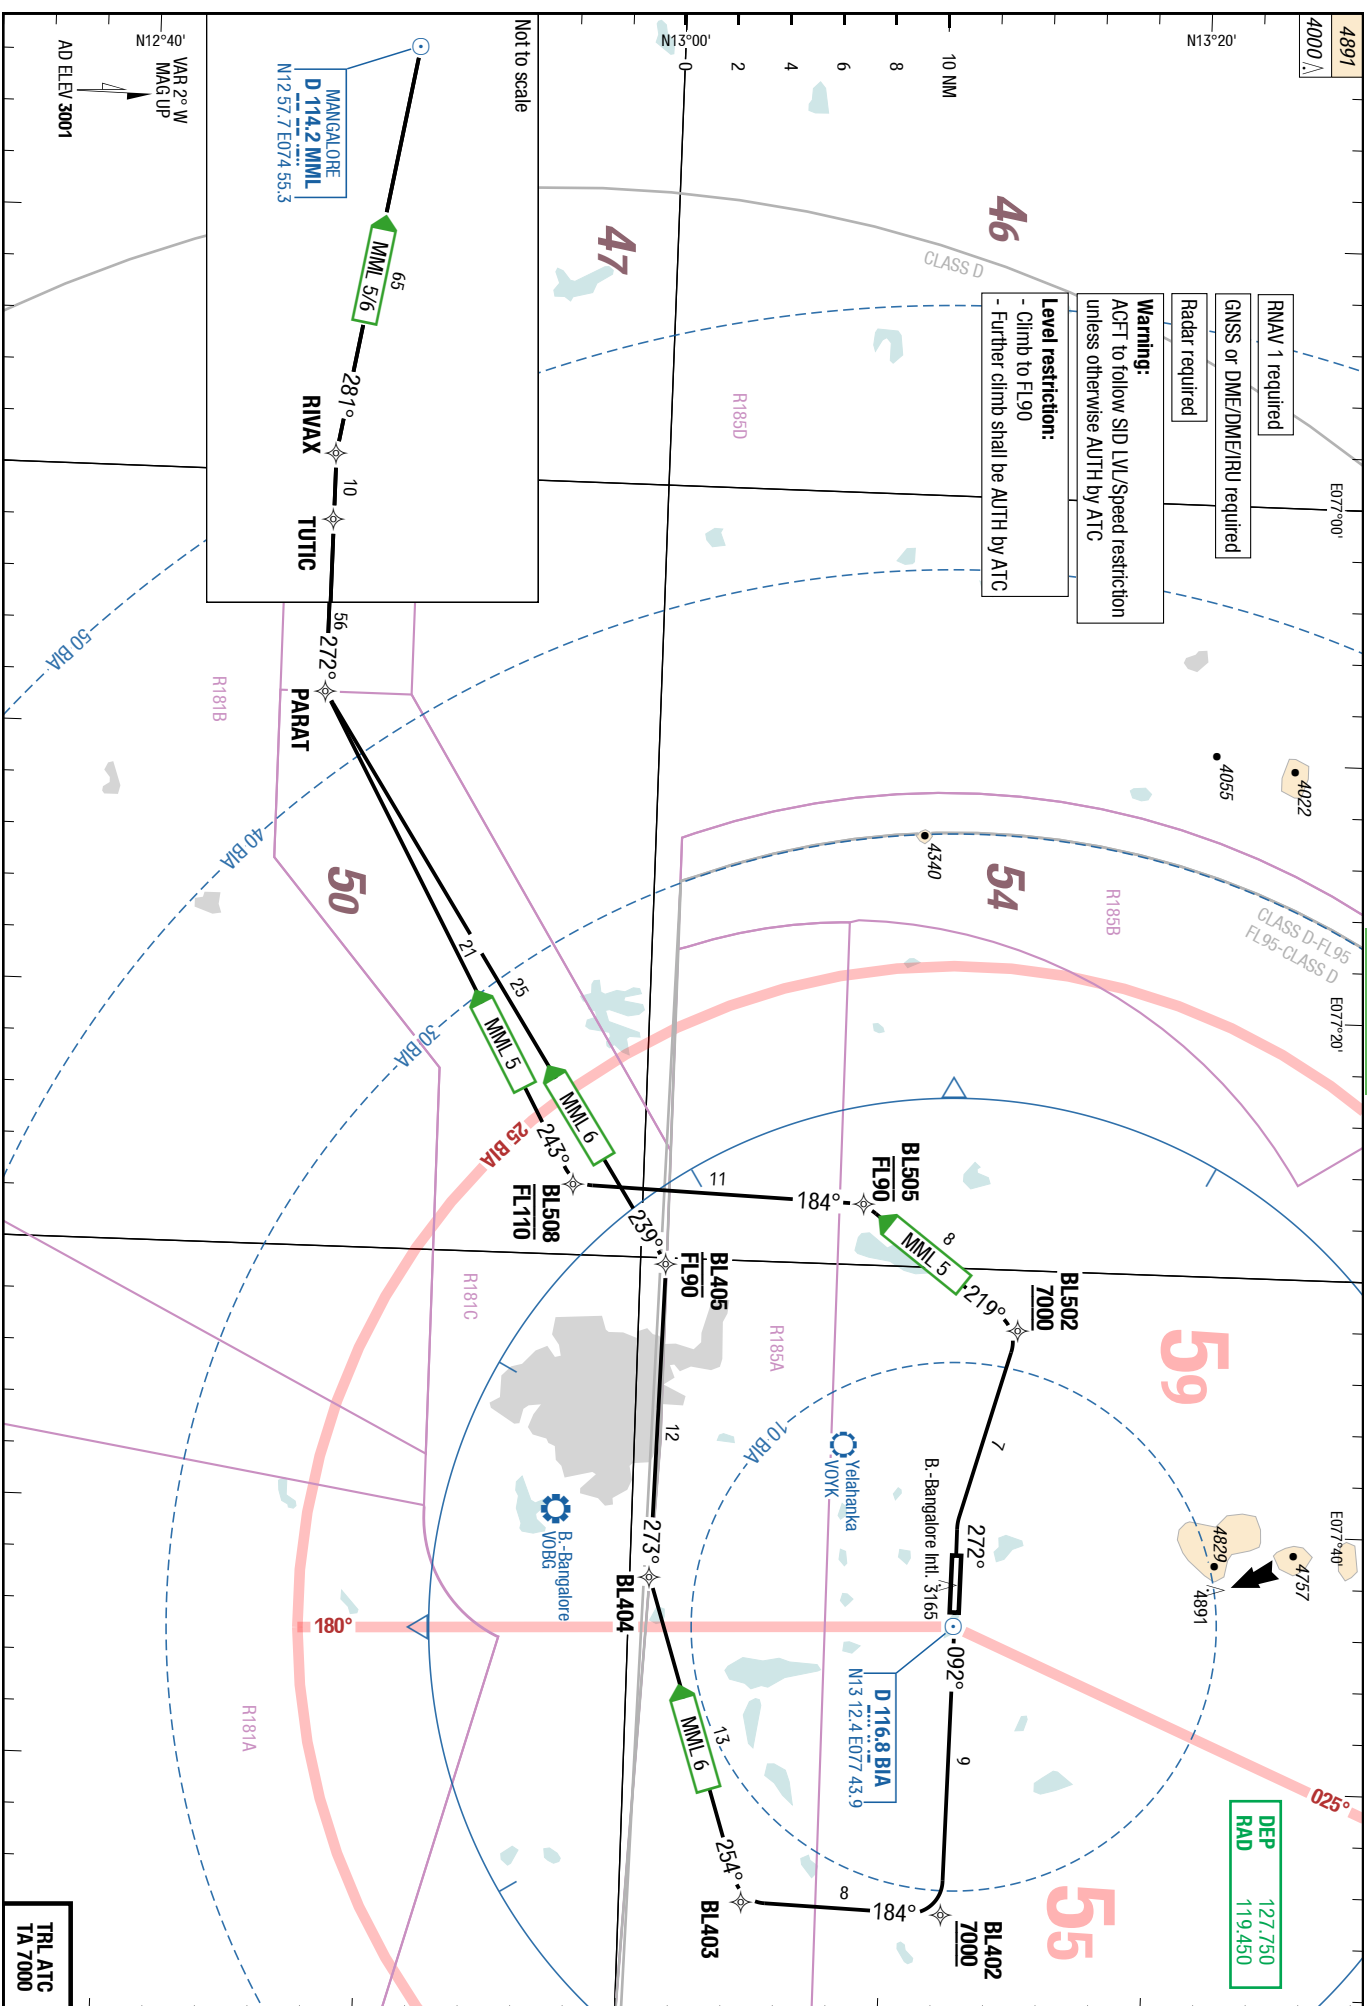 4891
4000
N13°20'
10 NM
8
6
4
2
0
N13°00'
N12°40'
VAR 2° W
MAG UP
AD ELEV 3001
Not to scale
MANGALORE
D 114.2 MML
N12 57.7 E074 55.3
65
MML 5/6
281°
RIVAX
10
TUTIC
56
272°
PARAT
46
47
CLASS D
RNAV 1 required
GNSS or DME/DME/IRU required
Radar required
Warning:
ACFT to follow SID LVL/Speed restriction
unless otherwise AUTH by ATC
Level restriction:
- Climb to FL90
- Further climb shall be AUTH by ATC
R185D
E077°00'
50 BIA
R181B
40 BIA
50
4022
4055
4340
54
R185B
CLASS D-FL95
FL95-CLASS D
E077°20'
21
25
MML 5
30 BIA
MML 6
25 BIA
243°
BL508
FL110
11
184°
BL505
FL90
8
MML 5
219°
BL502
7000
239°
BL405
FL90
R181C
R185A
59
12
10 BIA
7
Yelahanka
VOYK
B.-Bangalore
VOBG
B.-Bangalore Intl. 3165
272°
273°
BL404
E077°40'
4829
4757
4891
180°
092°
D 116.8 BIA
N13 12.4 E077 43.9
R181A
13
MML 6
254°
BL403
9
8
184°
BL402
7000
025°
55
DEP 127.750
RAD 119.450
TRL ATC
TA 7000